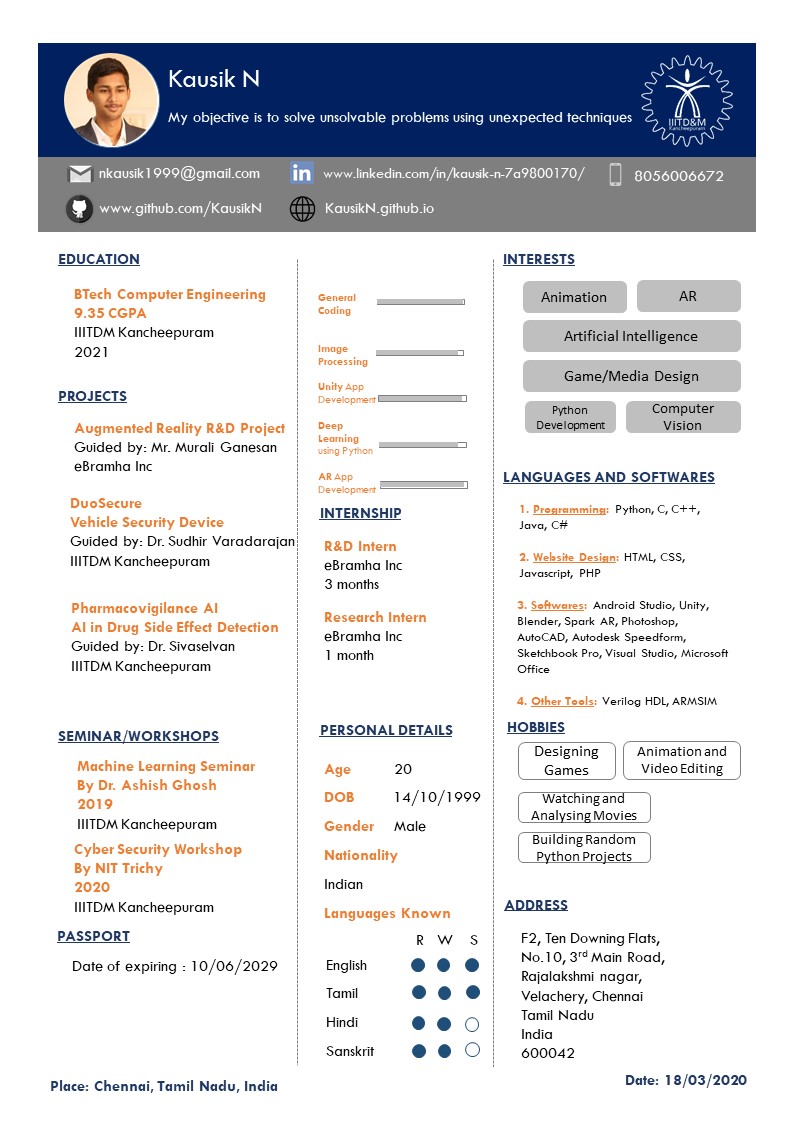 Kausik N
My objective is to solve unsolvable problems using unexpected techniques
IIITD&M
Kancheepuram
nkausik1999@gmail.com
www.linkedin.com/in/kausik-n-7a9800170/
8056006672
www.github.com/KausikN
KausikN.github.io
EDUCATION
BTech Computer Engineering
9.35 CGPA
IIITDM Kancheepuram
2021
PROJECTS
Augmented Reality R&D Project
Guided by: Mr. Murali Ganesan
eBramha Inc
DuoSecure
Vehicle Security Device
Guided by: Dr. Sudhir Varadarajan
IIITDM Kancheepuram
Pharmacovigilance AI
AI in Drug Side Effect Detection
Guided by: Dr. Sivaselvan
IIITDM Kancheepuram
SEMINAR/WORKSHOPS
Machine Learning Seminar
By Dr. Ashish Ghosh
2019
IIITDM Kancheepuram
Cyber Security Workshop
By NIT Trichy
2020
IIITDM Kancheepuram
PASSPORT
Date of expiring : 10/06/2029
General
Coding
Image
Processing
Unity App
Development
Deep
Learning
using Python
AR App
Development
INTERNSHIP
R&D Intern
eBramha Inc
3 months
Research Intern
eBramha Inc
1 month
PERSONAL DETAILS
Age 20
DOB 14/10/1999
Gender Male
Nationality
Indian
Languages Known
R W S
English
Tamil
Hindi
Sanskrit
INTERESTS
Animation
AR
Artificial Intelligence
Game/Media Design
Python
Development
Computer
Vision
LANGUAGES AND SOFTWARES
1. Programming: Python, C, C++,
Java, C#
2. Website Design: HTML, CSS,
Javascript, PHP
3. Softwares: Android Studio, Unity,
Blender, Spark AR, Photoshop,
AutoCAD, Autodesk Speedform,
Sketchbook Pro, Visual Studio, Microsoft
Office
4. Other Tools: Verilog HDL, ARMSIM
HOBBIES
Designing
Games
Animation and
Video Editing
Watching and
Analysing Movies
Building Random
Python Projects
ADDRESS
F2, Ten Downing Flats,
No.10, 3rd Main Road,
Rajalakshmi nagar,
Velachery, Chennai
Tamil Nadu
India
600042
Place: Chennai, Tamil Nadu, India
Date: 18/03/2020